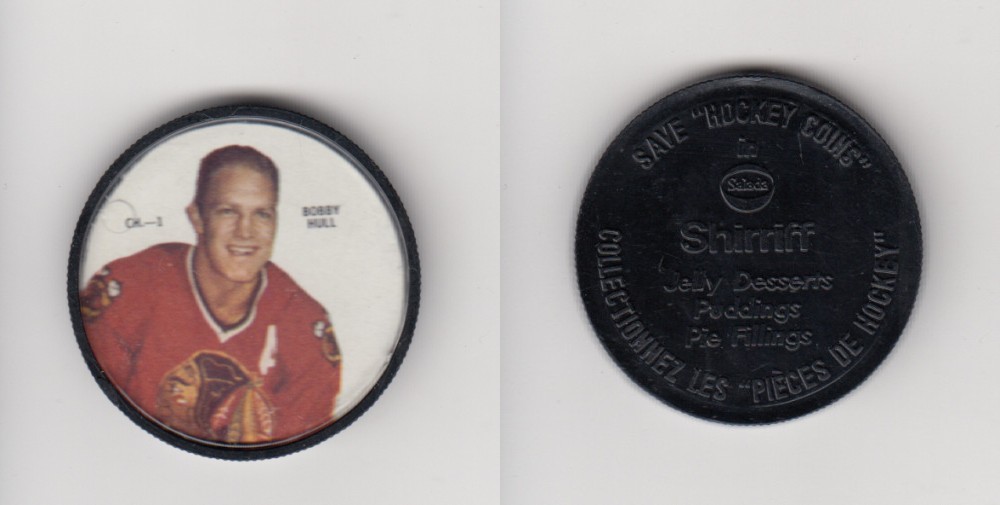 CH.—1
BOBBY
HULL
A
SAVE "HOCKEY COINS"
in
Salada
Shirriff
Jelly Desserts
Puddings
Pie Fillings
COLLECTIONNEZ LES "PIÈCES DE HOCKEY"